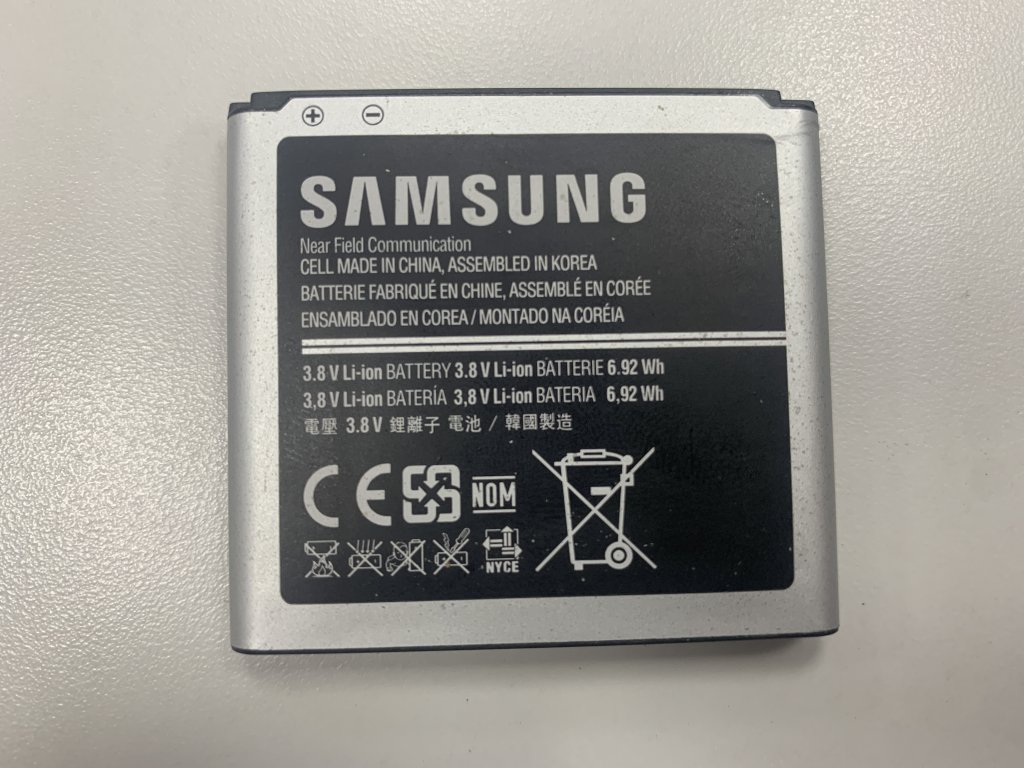 SAMSUNG
Near Field Communication
CELL MADE IN CHINA, ASSEMBLED IN KOREA
BATTERIE FABRIQUÉ EN CHINE, ASSEMBLÉ EN CORÉE
ENSAMBLADO EN COREA / MONTADO NA CORÉIA
3.8 V Li-ion BATTERY 3.8 V Li-ion BATTERIE 6.92 Wh
3,8 V Li-ion BATERÍA 3,8 V Li-ion BATERIA 6,92 Wh
電壓 3.8 V 鋰離子 電池 / 韓國製造
CE NOM
NYCE